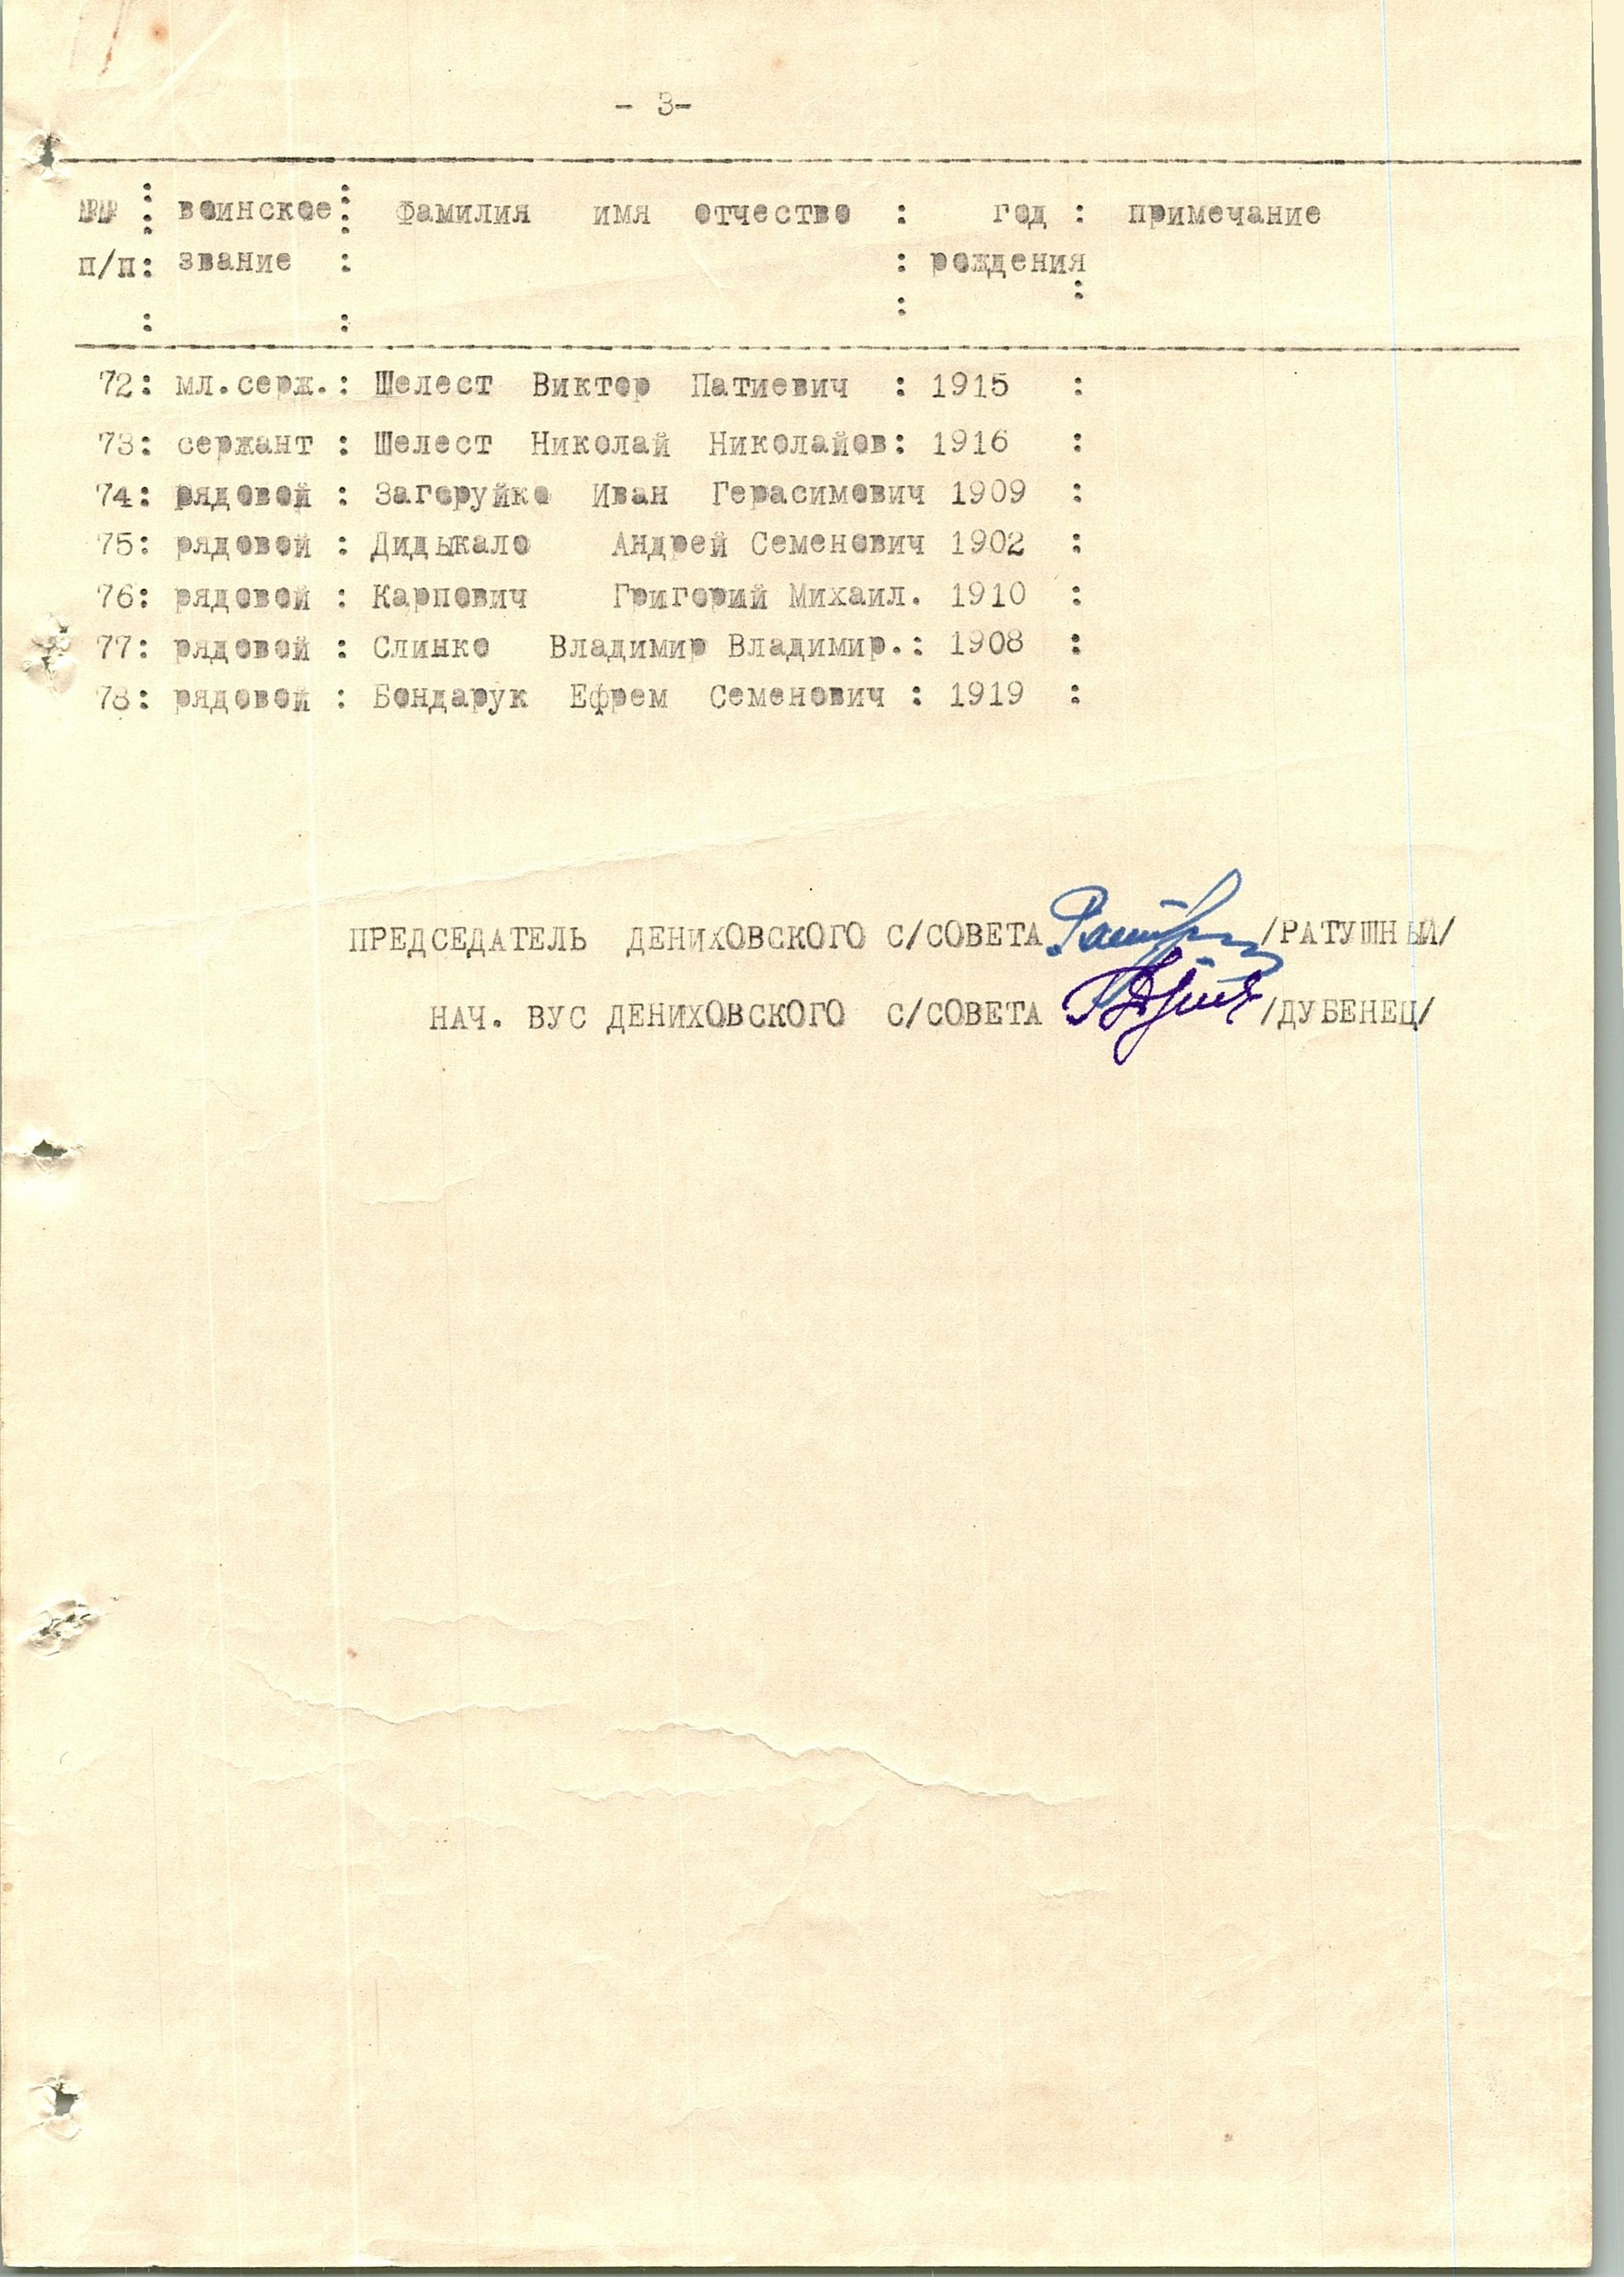 - 3-
№№ : воинское: фамилия имя отчество : год : примечание
п/п: звание : : рождения
: : : :
72: мл.серж.: Шелест Виктор Патиевич : 1915 :
73: сержант : Шелест Николай Николайов: 1916 :
74: рядовой : Загоруйко Иван Герасимович 1909 :
75: рядовой : Дидыкало Андрей Семенович 1902 :
76: рядовой : Карпович Григорий Михаил. 1910 :
77: рядовой : Слинко Владимир Владимир.: 1908 :
78: рядовой : Бондарук Ефрем Семенович : 1919 :
ПРЕДСЕДАТЕЛЬ ДЕНИХОВСКОГО С/СОВЕТА /РАТУШНЫЙ/
НАЧ. ВУС ДЕНИХОВСКОГО С/СОВЕТА /ДУБЕНЕЦ/